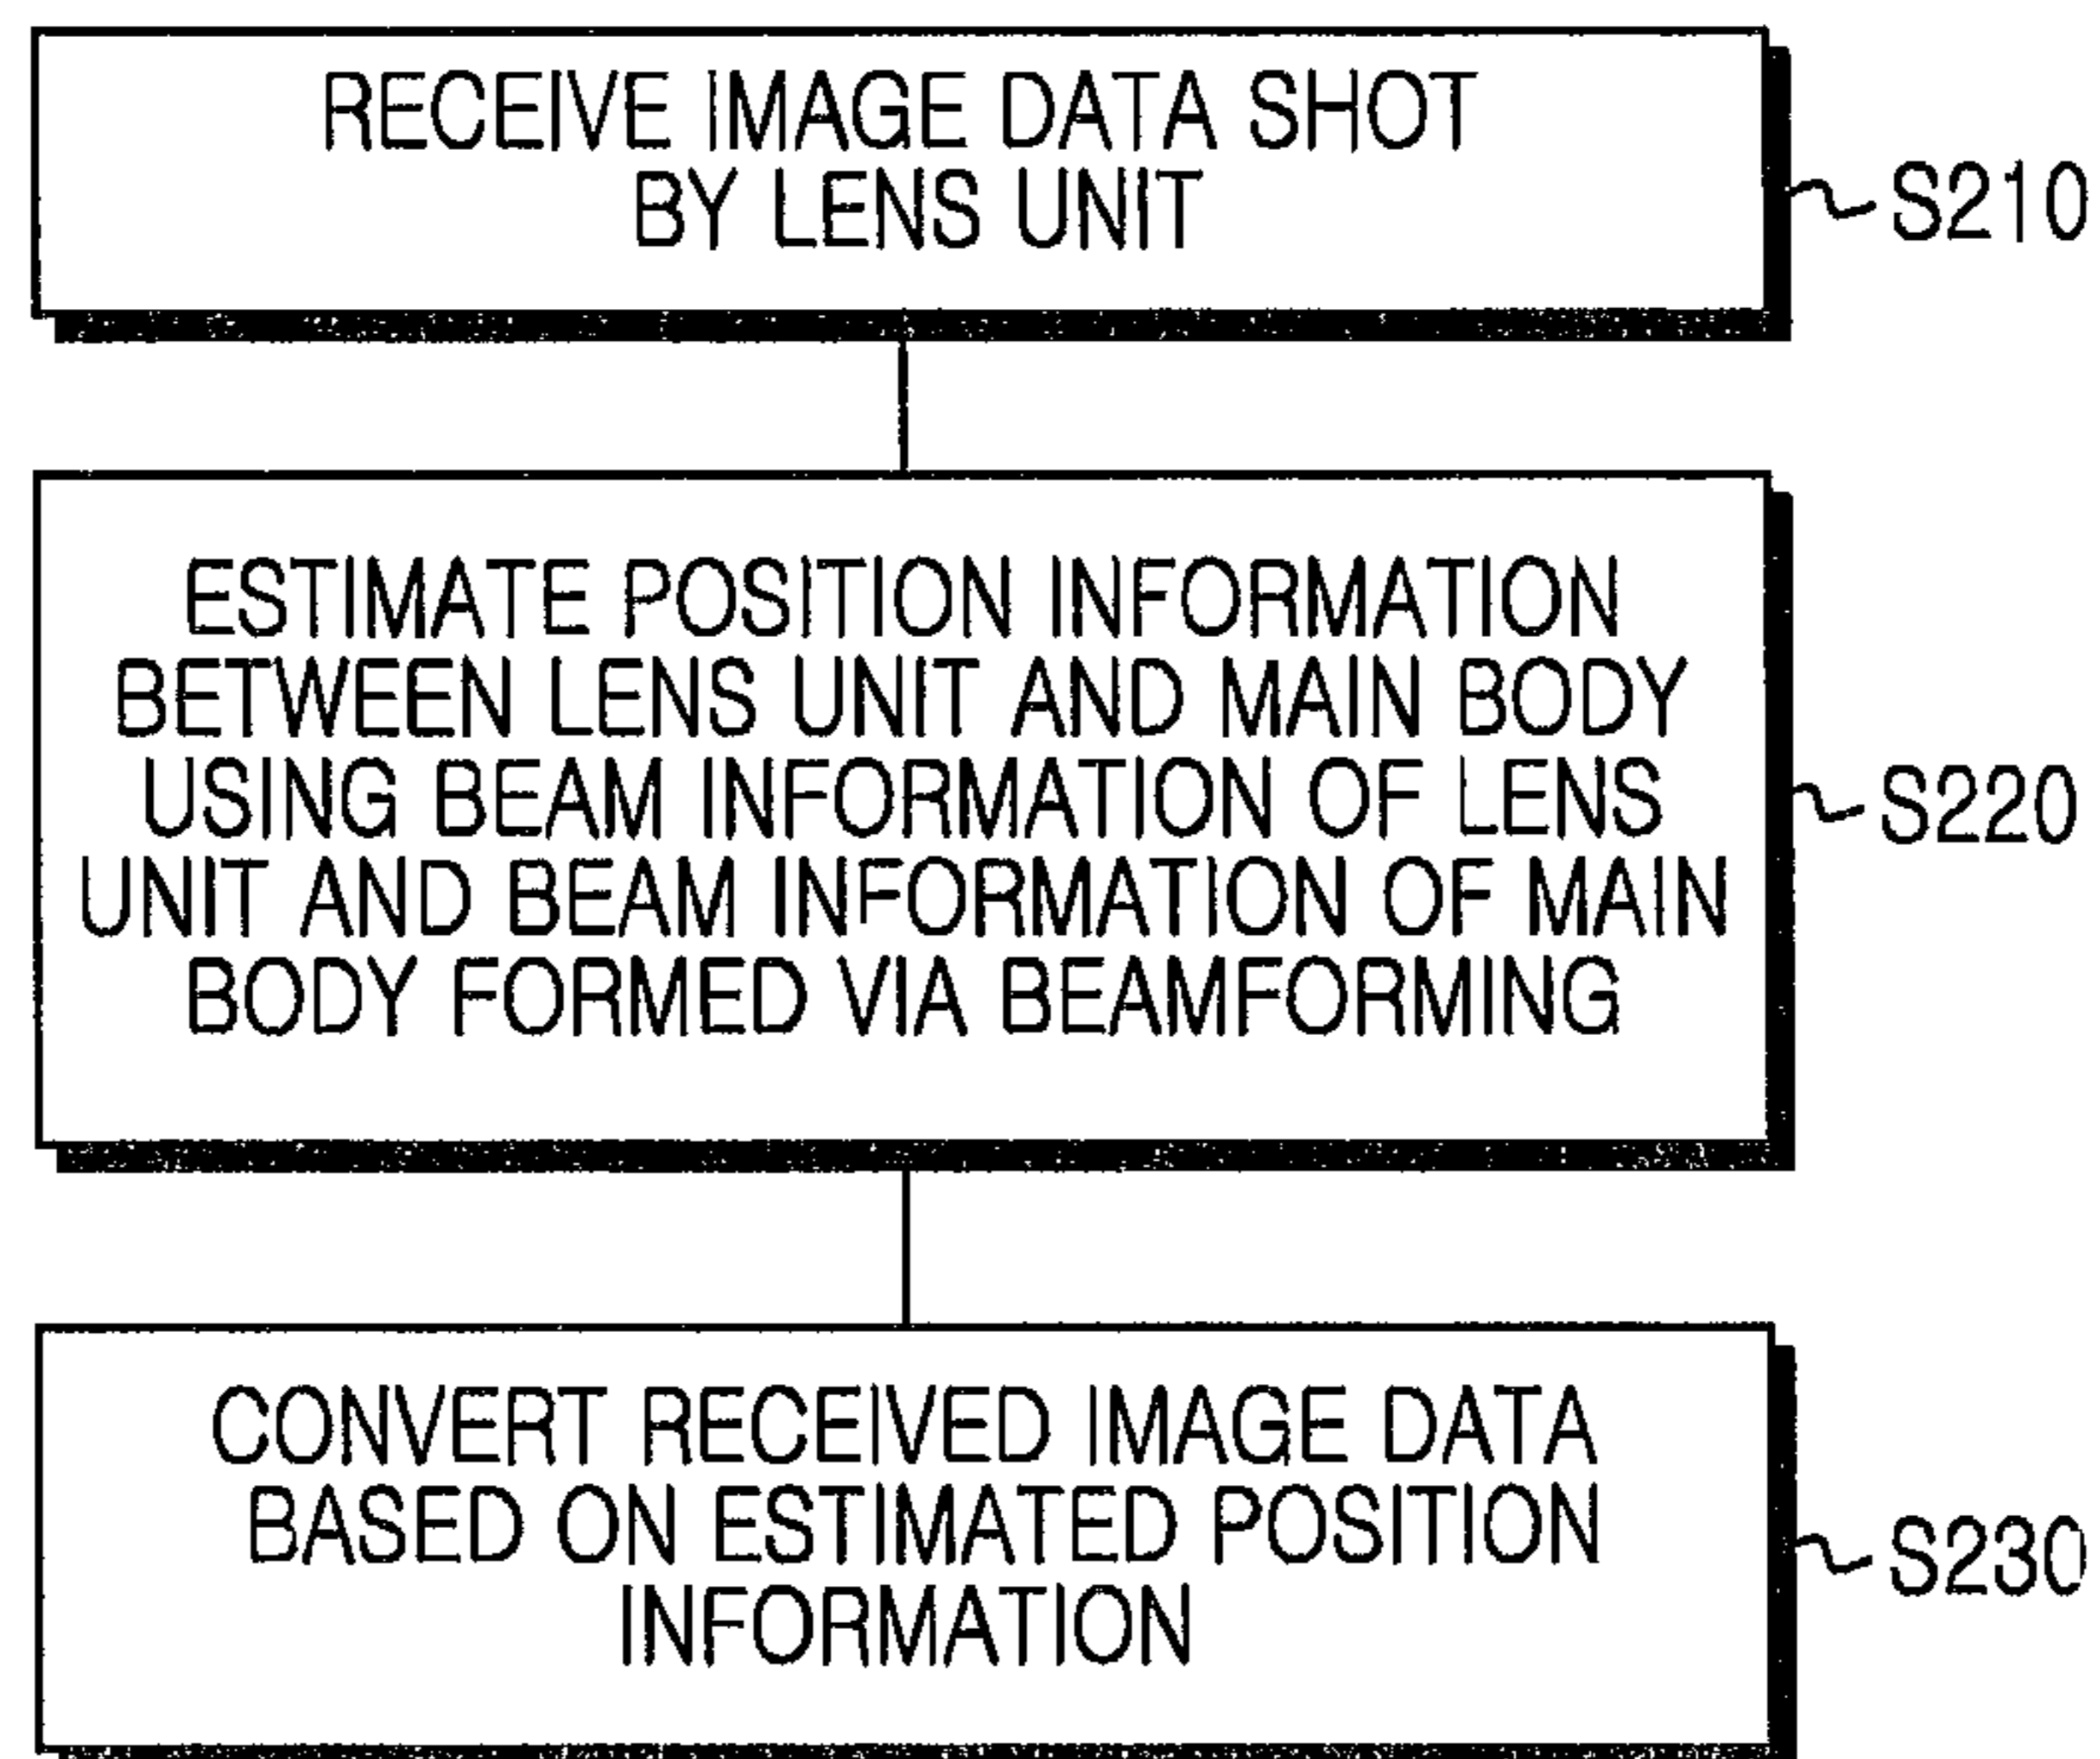 RECEIVE IMAGE DATA SHOT
BY LENS UNIT
S210
ESTIMATE POSITION INFORMATION
BETWEEN LENS UNIT AND MAIN BODY
USING BEAM INFORMATION OF LENS
UNIT AND BEAM INFORMATION OF MAIN
BODY FORMED VIA BEAMFORMING
S220
CONVERT RECEIVED IMAGE DATA
BASED ON ESTIMATED POSITION
INFORMATION
S230